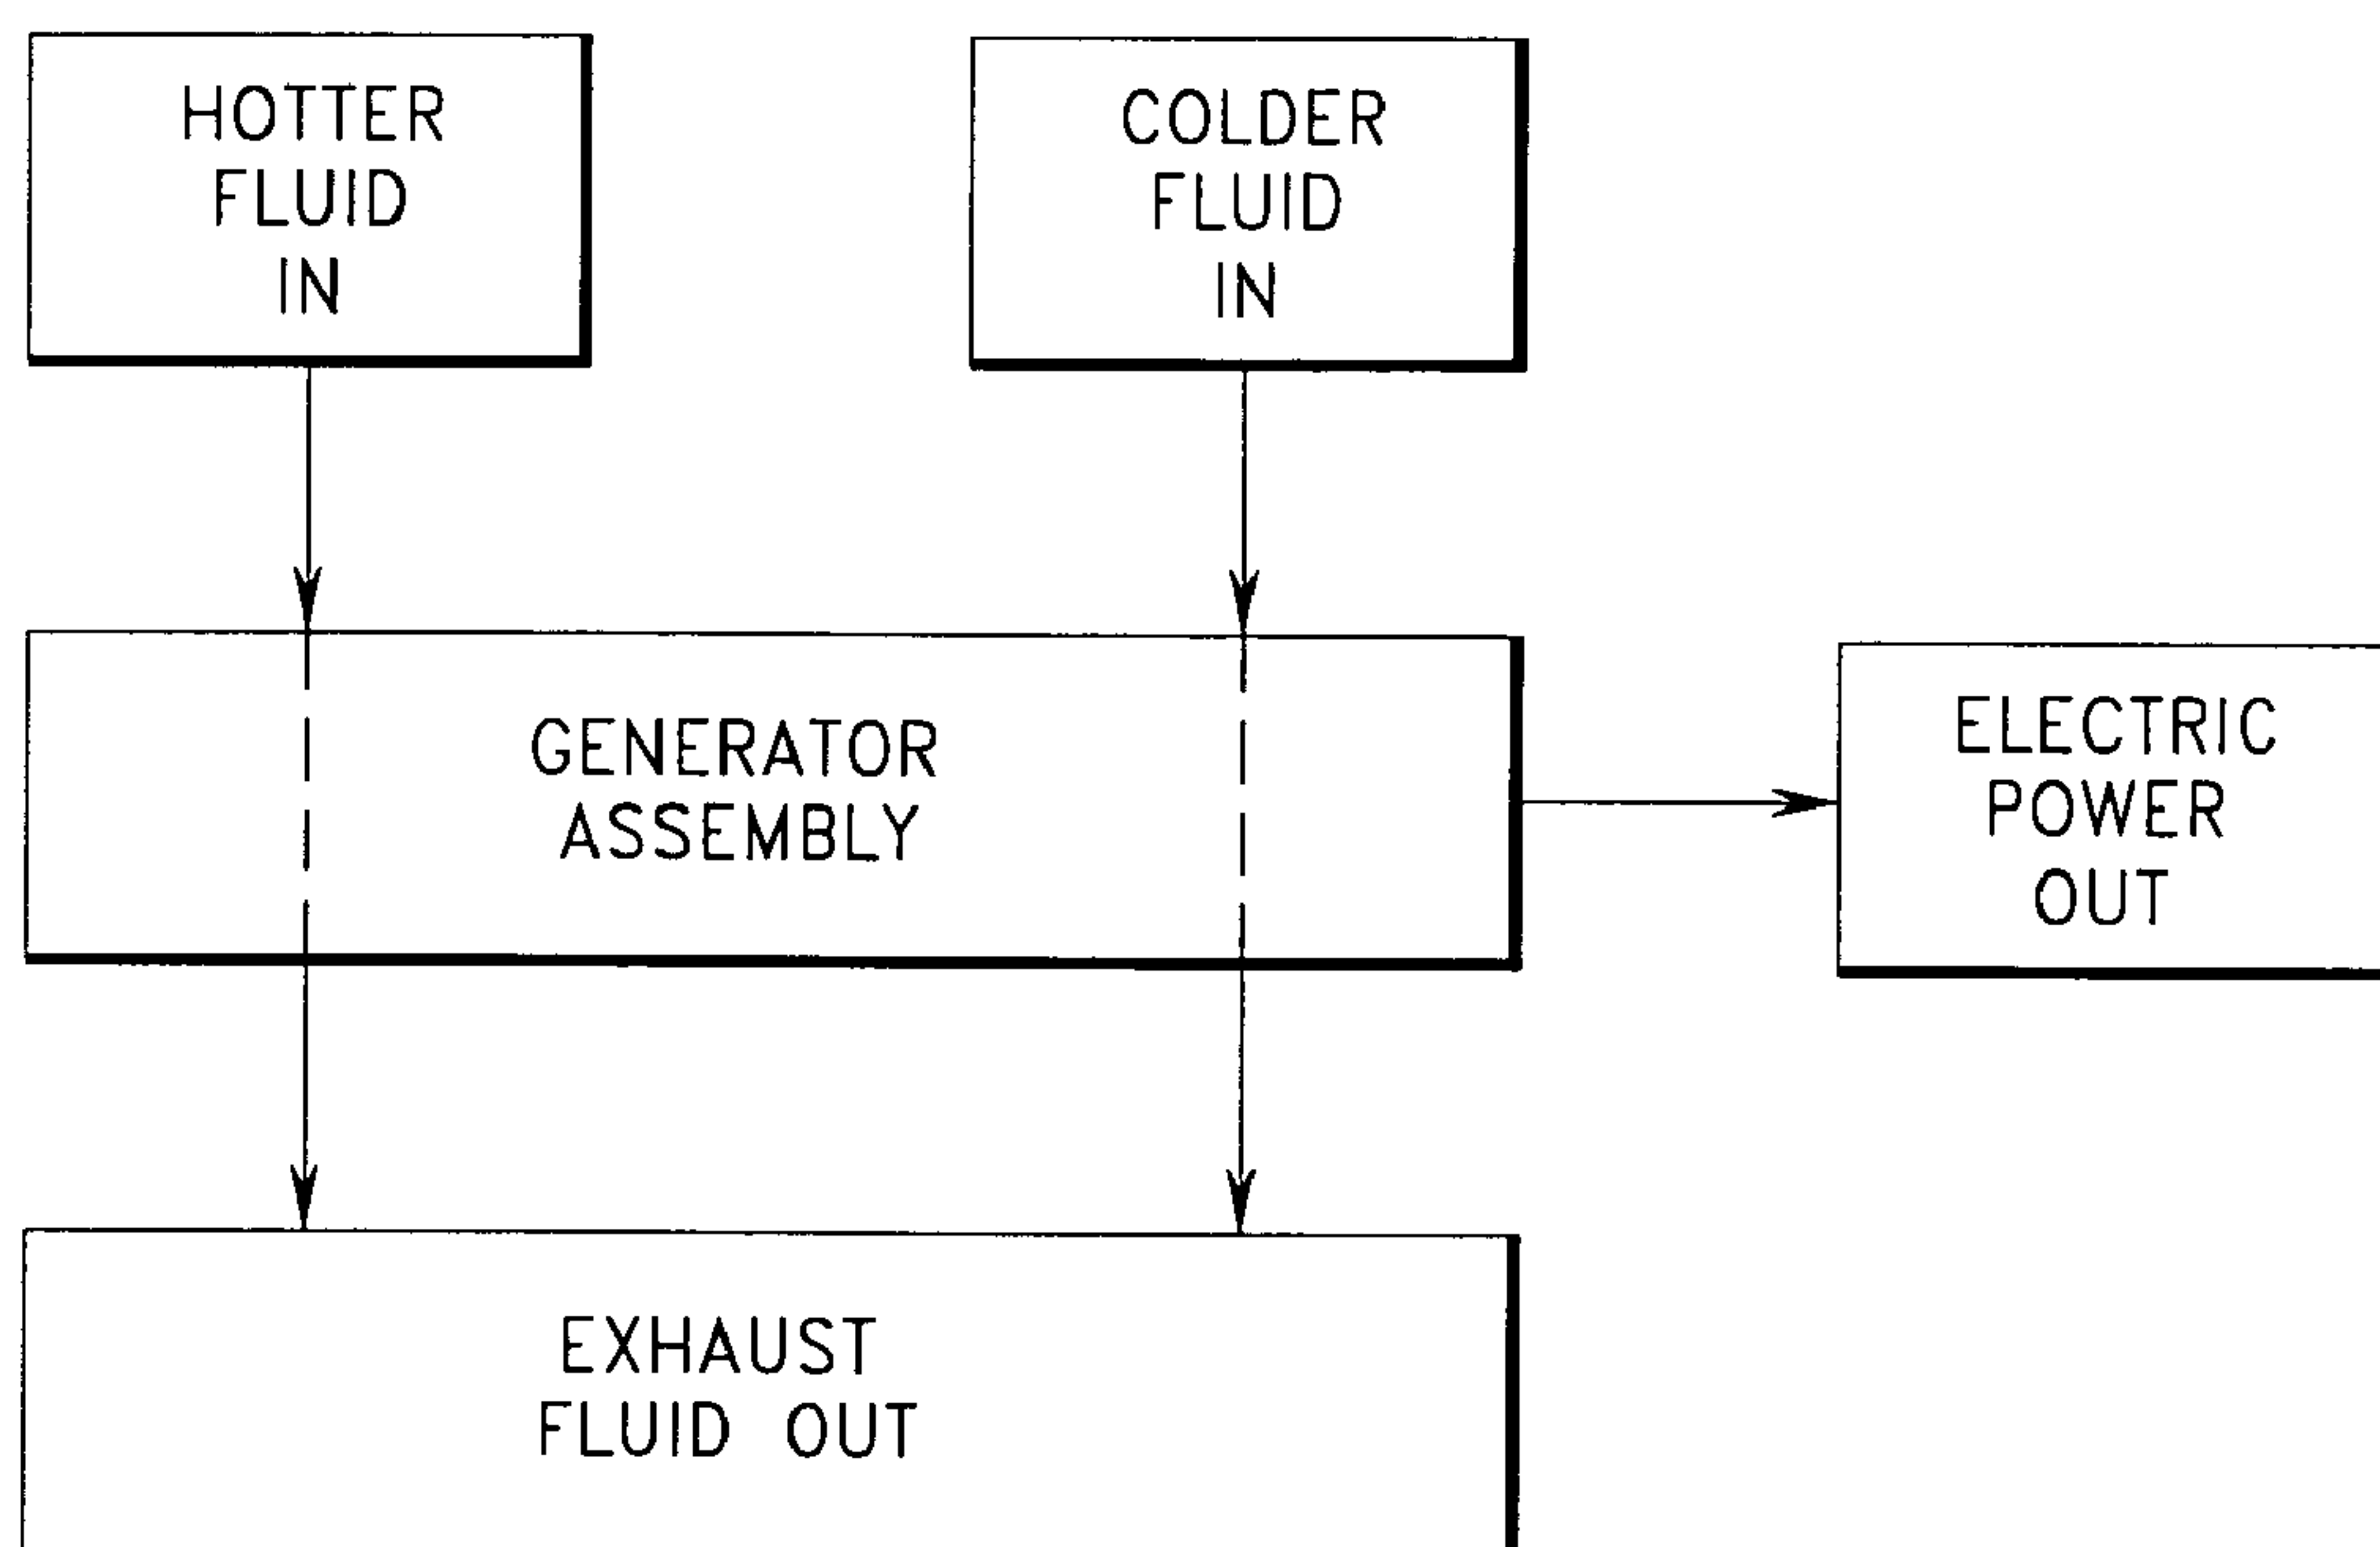 HOTTER
FLUID
IN
COLDER
FLUID
IN
GENERATOR
ASSEMBLY
ELECTRIC
POWER
OUT
EXHAUST
FLUID OUT